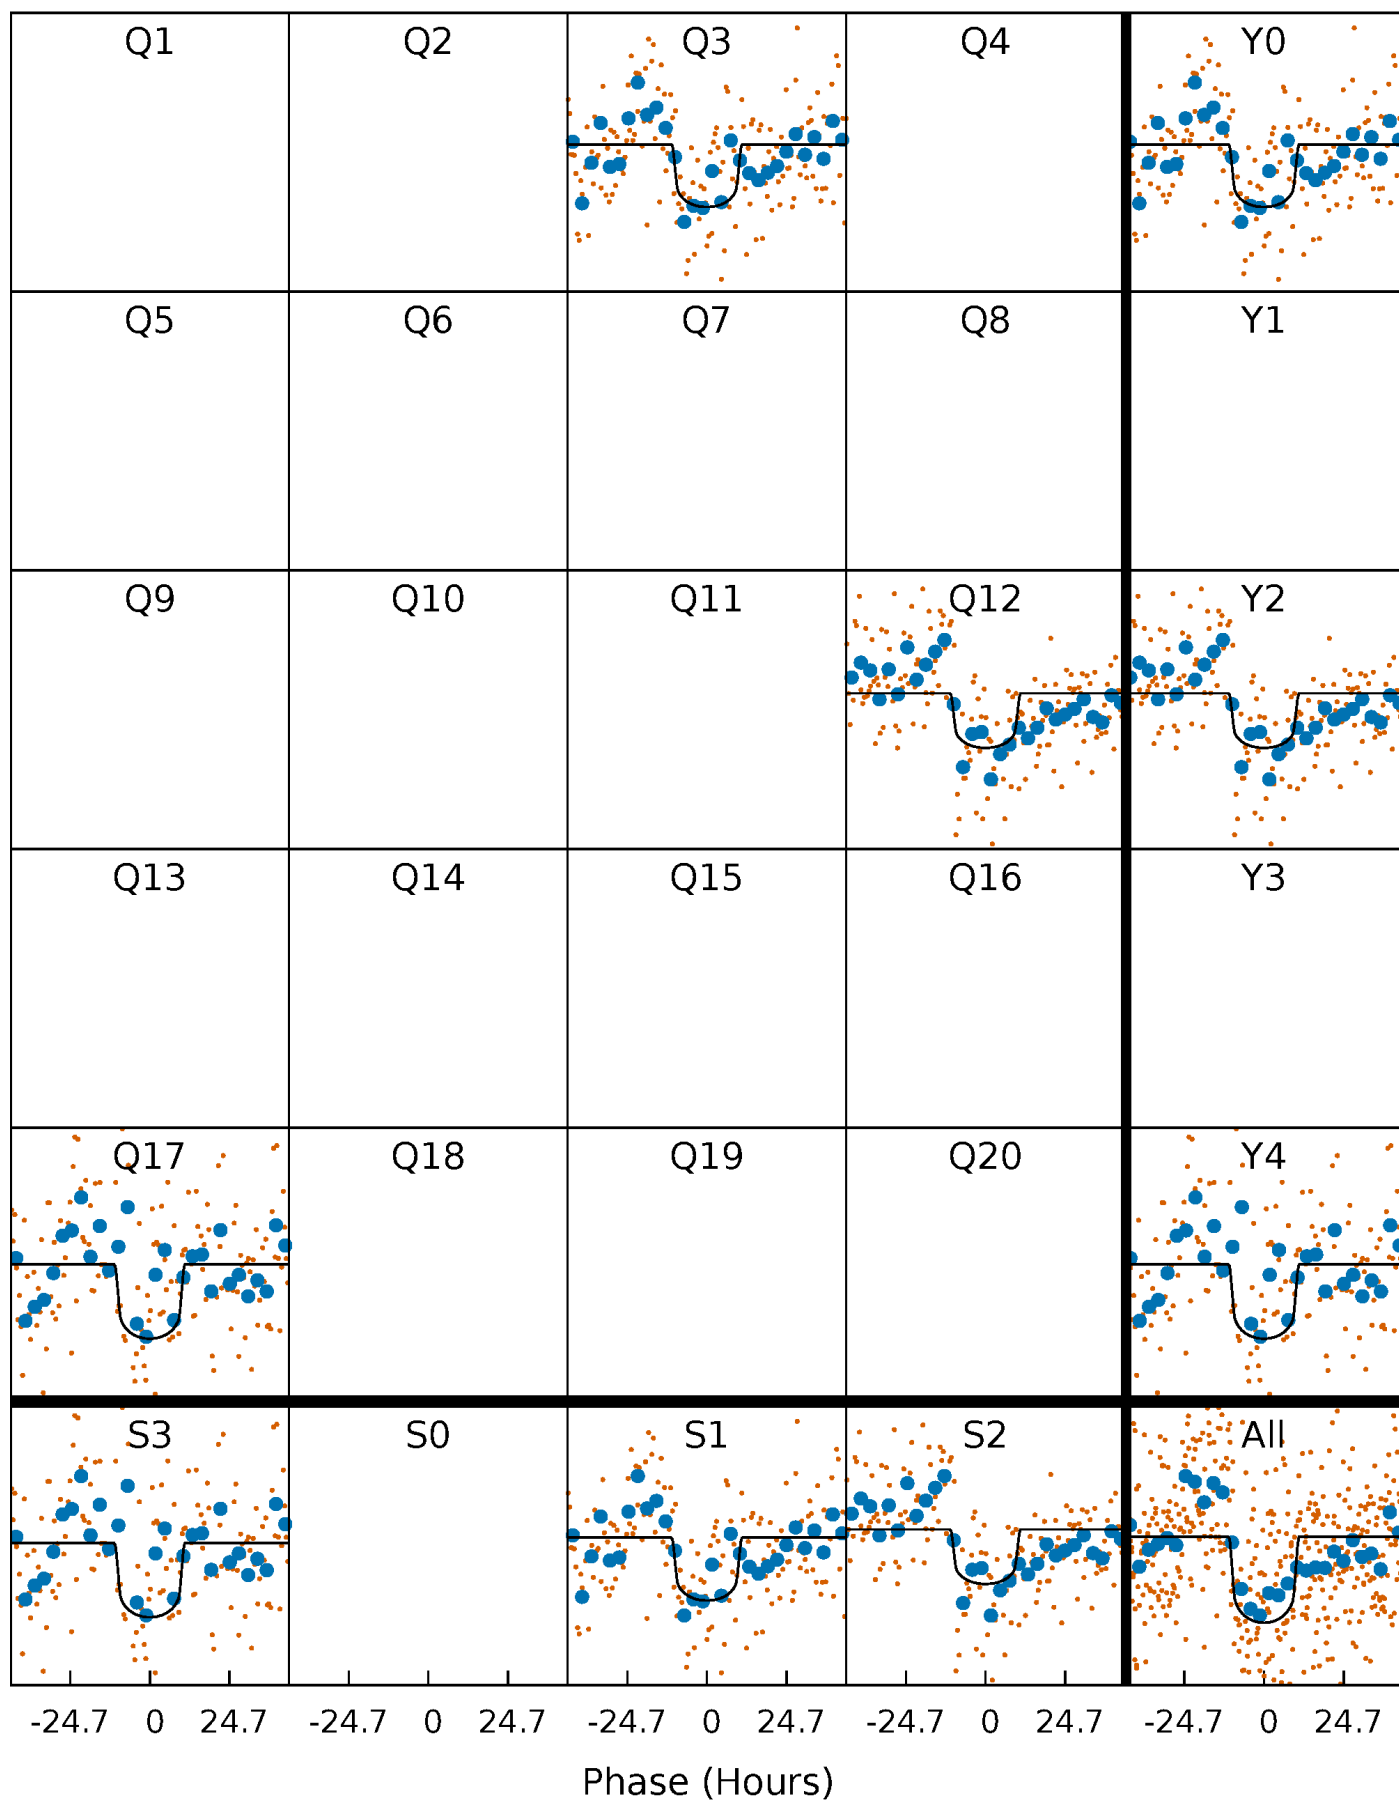 Q1 Q2 Q3 Q4 Y0
Q5 Q6 Q7 Q8 Y1
Q9 Q10 Q11 Q12 Y2
Q13 Q14 Q15 Q16 Y3
Q17 Q18 Q19 Q20 Y4
S3 S0 S1 S2 All
-24.7 0 24.7 -24.7 0 24.7 -24.7 0 24.7 -24.7 0 24.7 -24.7 0 24.7
Phase (Hours)